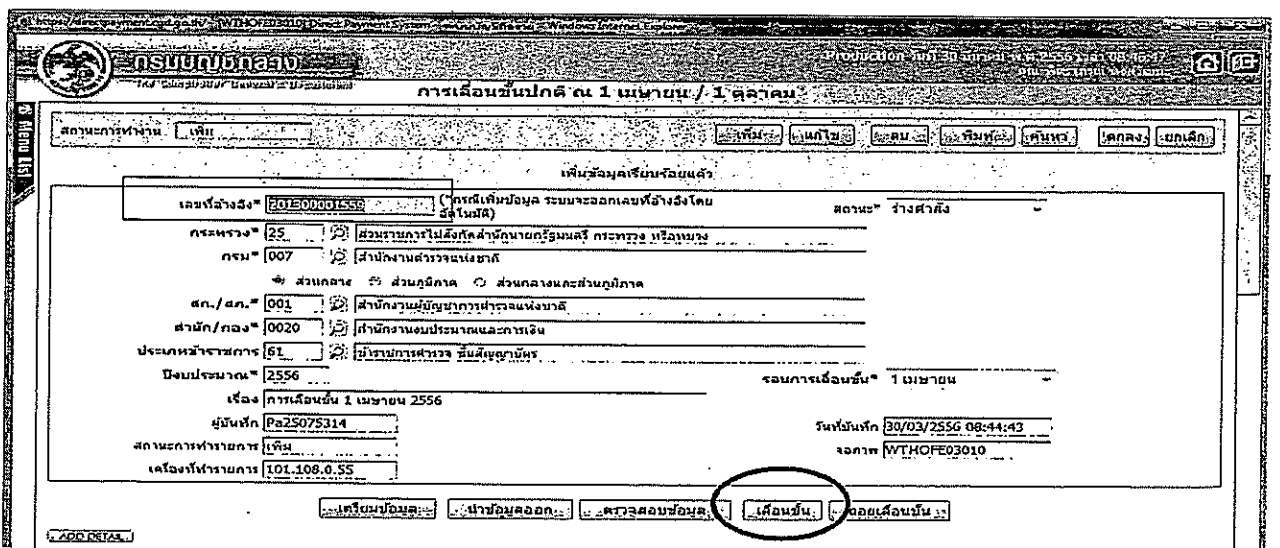 [WTHOFE03010] Direct Payment System - Windows Internet Explorer
กรมบัญชีกลาง
การเลื่อนขั้นปกติ ณ 1 เมษายน / 1 ตุลาคม
Menu List
สถานะการทำงาน เพิ่ม เพิ่ม แก้ไข ลบ พิมพ์ ค้นหา ตกลง ยกเลิก
เพิ่มข้อมูลเรียบร้อยแล้ว
เลขที่อ้างอิง* 201300001559 (*กรณีเพิ่มข้อมูล ระบบจะออกเลขที่อ้างอิงโดยอัตโนมัติ) สถานะ* ร่างคำสั่ง
กระทรวง* 25 ส่วนราชการไม่สังกัดสำนักนายกรัฐมนตรี กระทรวง หรือทบวง
กรม* 007 สำนักงานตำรวจแห่งชาติ
ส่วนกลาง ส่วนภูมิภาค ส่วนกลางและส่วนภูมิภาค
สก./สภ.* 001 สำนักงานผู้บัญชาการตำรวจแห่งชาติ
สำนัก/กอง* 0020 สำนักงานงบประมาณและการเงิน
ประเภทข้าราชการ 61 ข้าราชการตำรวจ ชั้นสัญญาบัตร
ปีงบประมาณ* 2556 รอบการเลื่อนขั้น* 1 เมษายน
เรื่อง การเลื่อนขั้น 1 เมษายน 2556
ผู้บันทึก Pa25075314 วันที่บันทึก 30/03/2556 08:44:43
สถานะการทำรายการ เพิ่ม จอภาพ WTHOFE03010
เครื่องที่ทำรายการ 101.108.0.55
เตรียมข้อมูล นำข้อมูลออก ตรวจสอบข้อมูล เลื่อนขั้น ถอยเลื่อนขั้น
ADD DETAIL